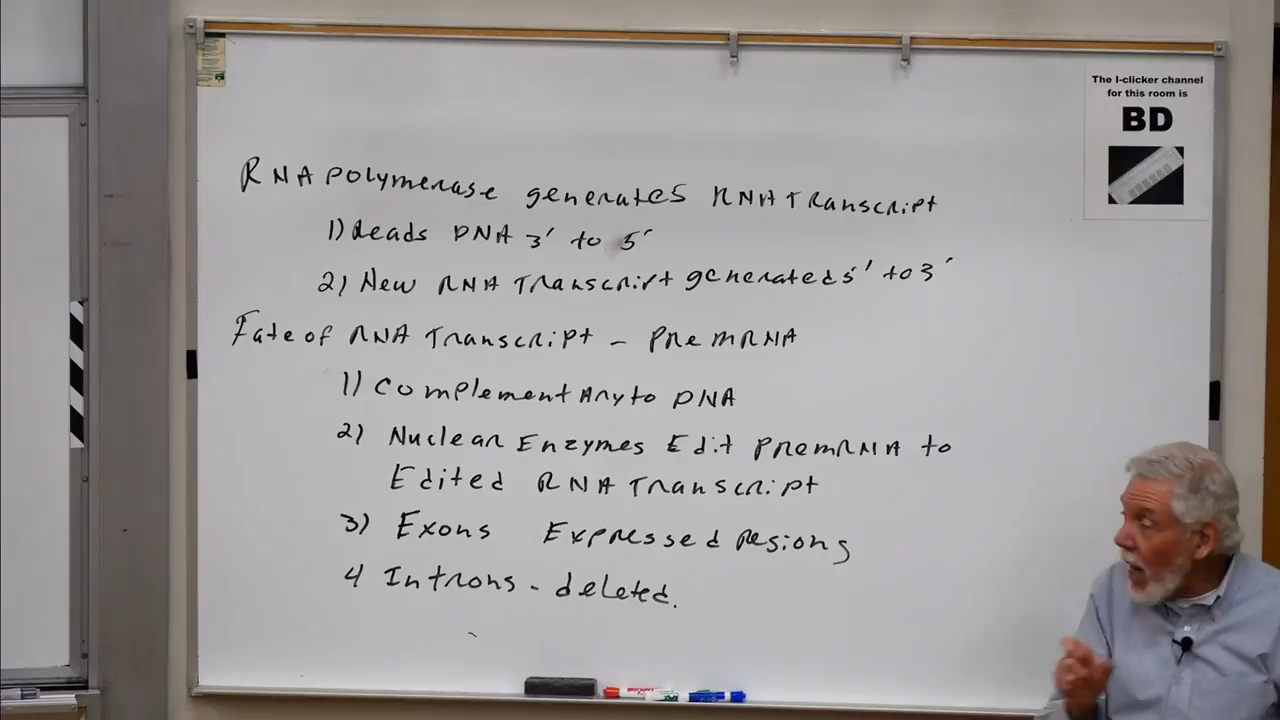 The I-clicker channel
for this room is
BD
RNA Polymerase generates RNA Transcript
1) Reads DNA 3' to 5'
2) New RNA Transcript generated 5' to 3'
Fate of RNA Transcript - PremRNA
1) Complementary to DNA
2) Nuclear Enzymes Edit PremRNA to
Edited RNA Transcript
3) Exons Expressed Regions
4 Introns - deleted.